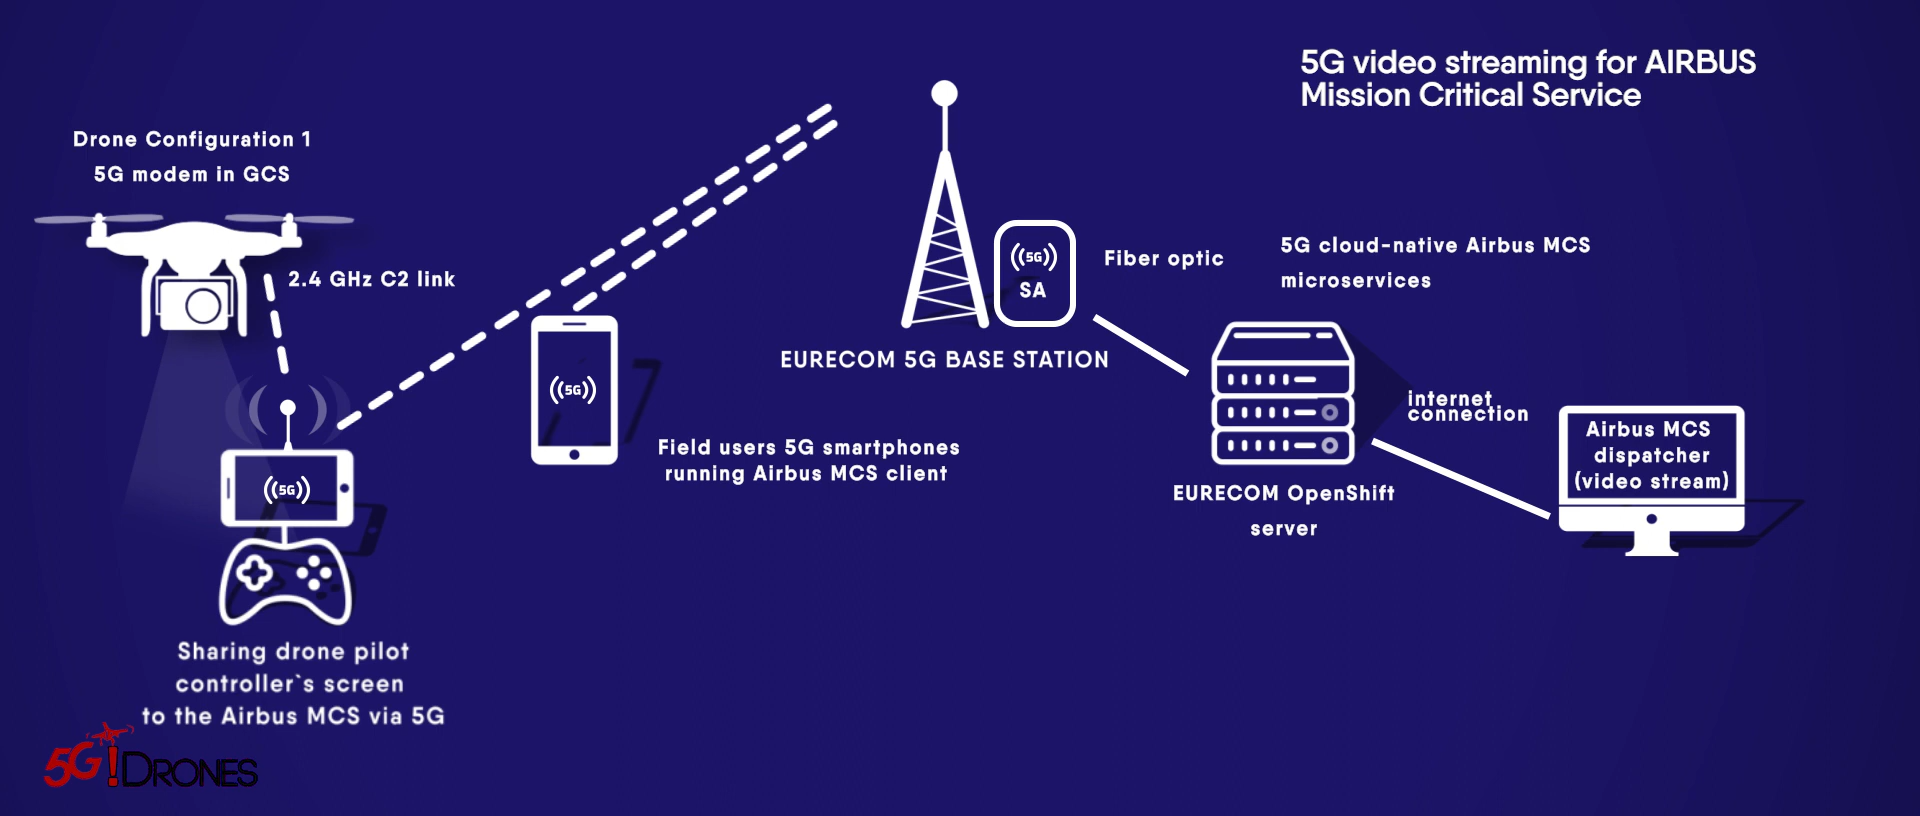 5G video streaming for AIRBUS
Mission Critical Service
Drone Configuration 1
5G modem in GCS
2.4 GHz C2 link
((5G))
SA
Fiber optic
5G cloud-native Airbus MCS
microservices
EURECOM 5G BASE STATION
((5G))
Field users 5G smartphones
running Airbus MCS client
internet
connection
Airbus MCS
dispatcher
(video stream)
EURECOM OpenShift
server
((5G))
Sharing drone pilot
controller`s screen
to the Airbus MCS via 5G
5G!DRONES